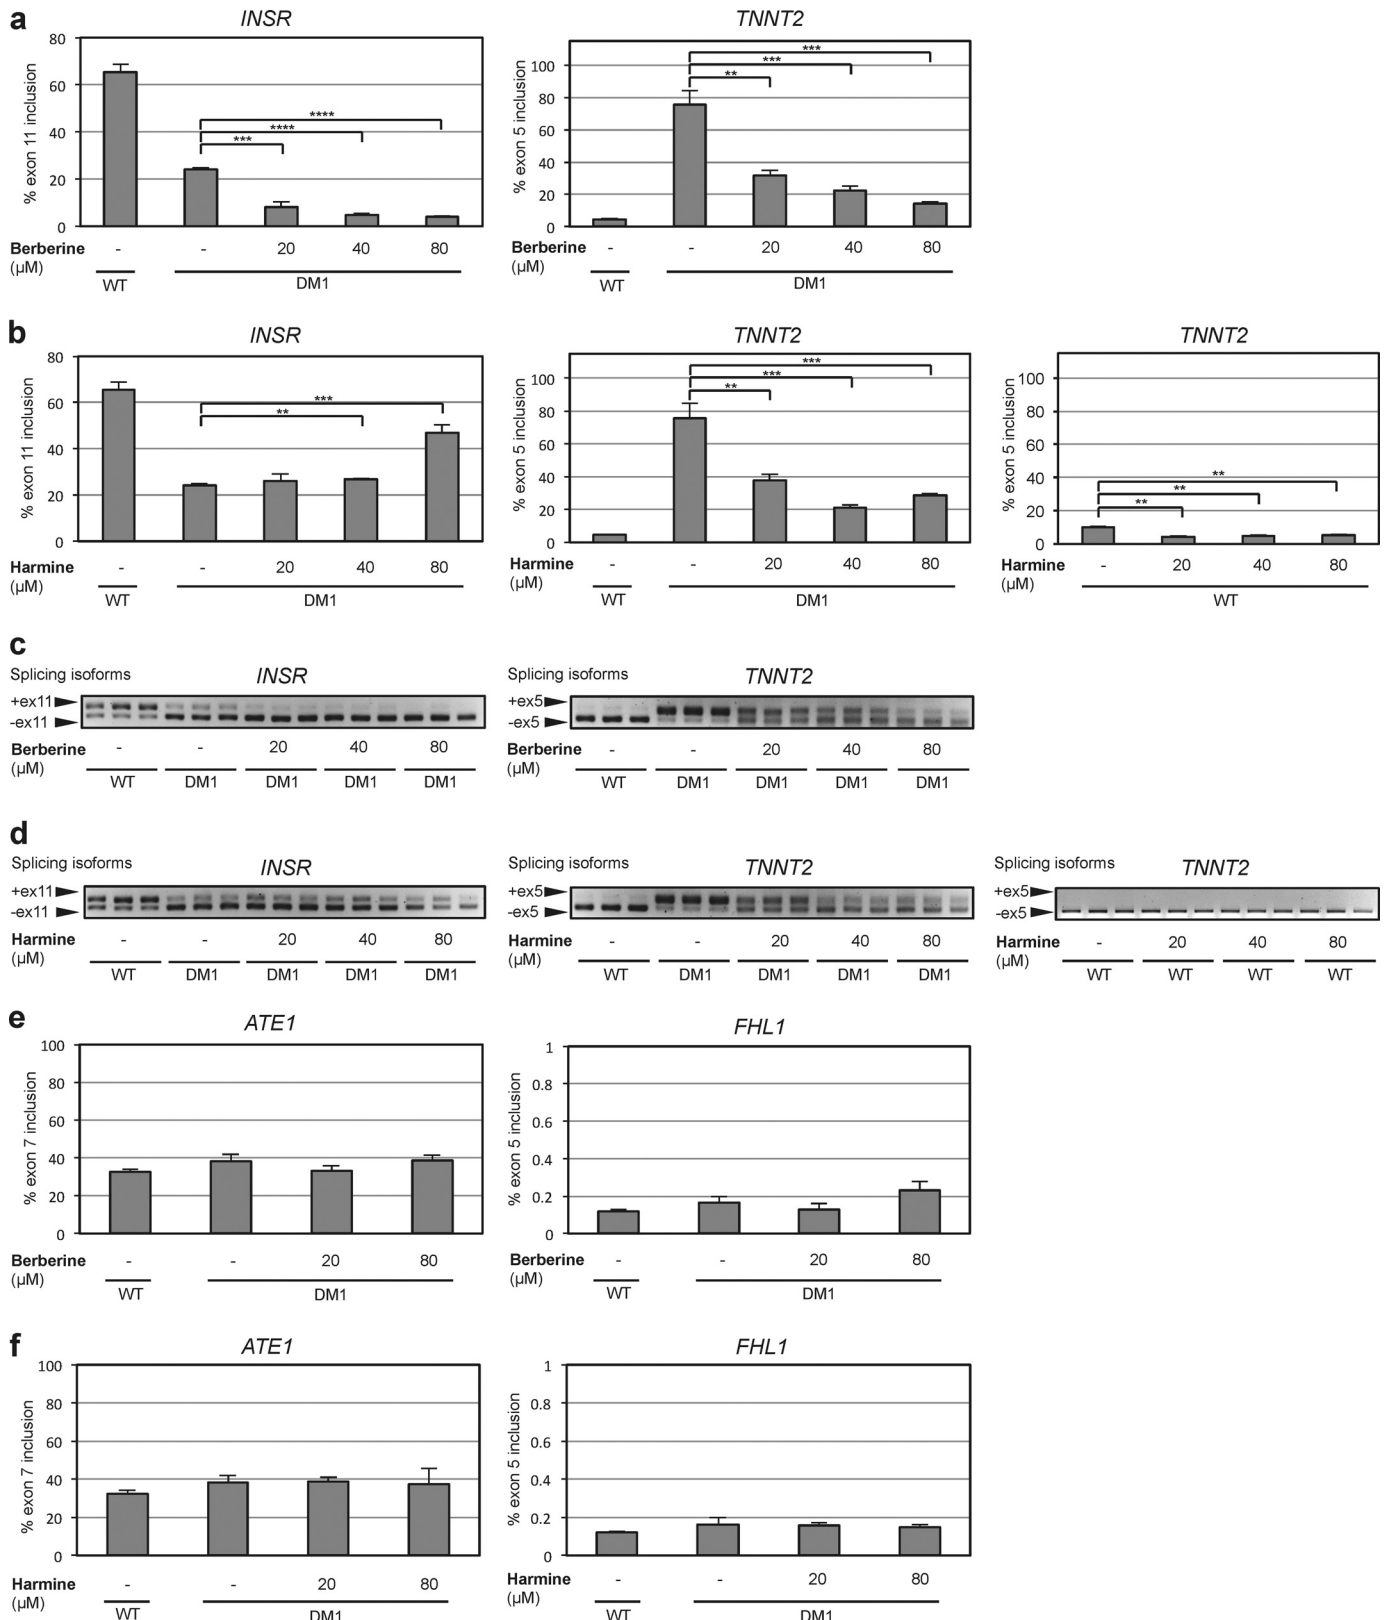 a
INSR
TNNT2
% exon 11 inclusion
80
60
40
20
0
****
****
***
Berberine - - 20 40 80
(µM)
WT DM1
% exon 5 inclusion
100
80
60
40
20
0
***
***
**
Berberine - - 20 40 80
(µM)
WT DM1
b
INSR
TNNT2
TNNT2
% exon 11 inclusion
80
60
40
20
0
***
**
Harmine - - 20 40 80
(µM)
WT DM1
% exon 5 inclusion
100
80
60
40
20
0
***
***
**
Harmine - - 20 40 80
(µM)
WT DM1
% exon 5 inclusion
100
80
60
40
20
0
**
**
**
Harmine - 20 40 80
(µM)
WT
c
Splicing isoforms INSR
+ex11
-ex11
Berberine - - 20 40 80
(µM)
WT DM1 DM1 DM1 DM1
Splicing isoforms TNNT2
+ex5
-ex5
Berberine - - 20 40 80
(µM)
WT DM1 DM1 DM1 DM1
d
Splicing isoforms INSR
+ex11
-ex11
Harmine - - 20 40 80
(µM)
WT DM1 DM1 DM1 DM1
Splicing isoforms TNNT2
+ex5
-ex5
Harmine - - 20 40 80
(µM)
WT DM1 DM1 DM1 DM1
Splicing isoforms TNNT2
+ex5
-ex5
Harmine - 20 40 80
(µM)
WT WT WT WT
e
ATE1
FHL1
% exon 7 inclusion
100
80
60
40
20
0
Berberine - - 20 80
(µM)
WT DM1
% exon 5 inclusion
1
0.8
0.6
0.4
0.2
0
Berberine - - 20 80
(µM)
WT DM1
f
ATE1
FHL1
% exon 7 inclusion
100
80
60
40
20
0
Harmine - - 20 80
(µM)
WT DM1
% exon 5 inclusion
1
0.8
0.6
0.4
0.2
0
Harmine - - 20 80
(µM)
WT DM1